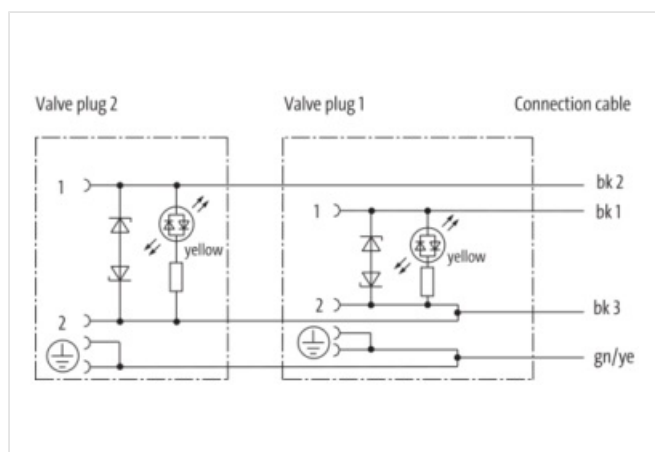 Valve plug 2 Valve plug 1 Connection cable
1 bk 2
1 bk 1
yellow yellow
2 bk 3
2
gn/ye